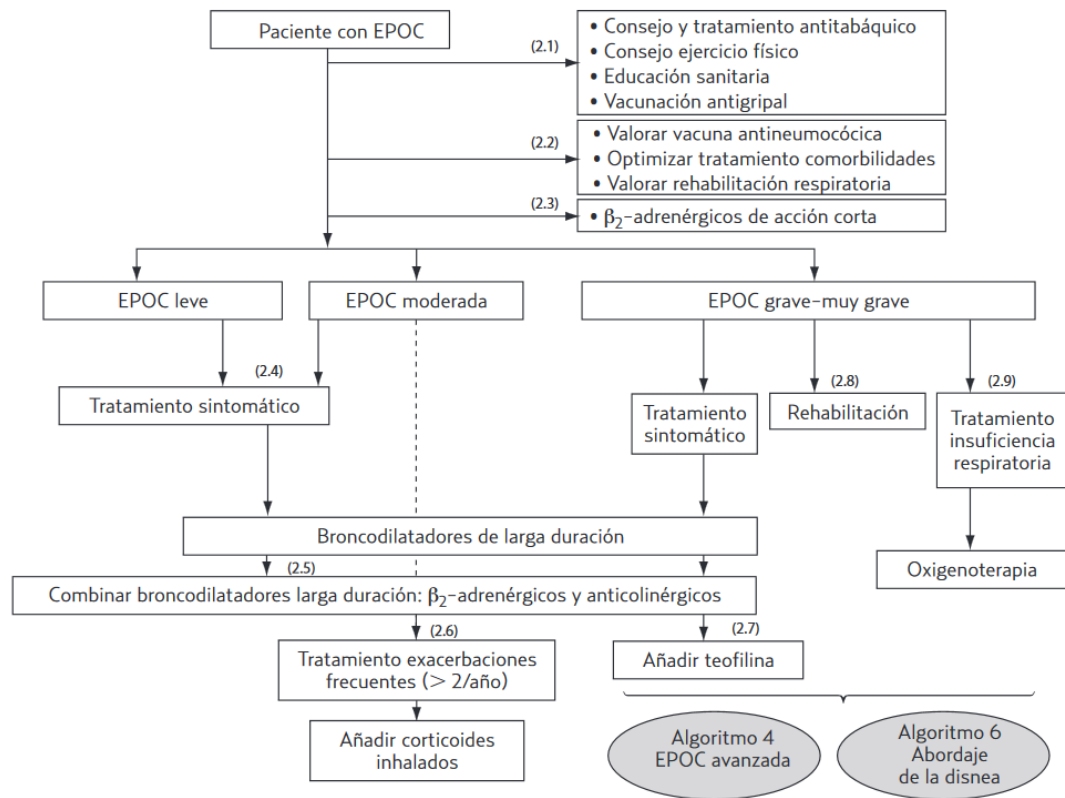 Paciente con EPOC
(2.1)
• Consejo y tratamiento antitabáquico
• Consejo ejercicio físico
• Educación sanitaria
• Vacunación antigripal
(2.2)
• Valorar vacuna antineumocócica
• Optimizar tratamiento comorbilidades
• Valorar rehabilitación respiratoria
(2.3)
• β2-adrenérgicos de acción corta
EPOC leve
EPOC moderada
EPOC grave-muy grave
(2.4)
(2.8)
(2.9)
Tratamiento sintomático
Tratamiento
sintomático
Rehabilitación
Tratamiento
insuficiencia
respiratoria
Broncodilatadores de larga duración
Oxigenoterapia
(2.5)
Combinar broncodilatadores larga duración: β2-adrenérgicos y anticolinérgicos
(2.6)
(2.7)
Tratamiento exacerbaciones
frecuentes (> 2/año)
Añadir teofilina
Añadir corticoides
inhalados
Algoritmo 4
EPOC avanzada
Algoritmo 6
Abordaje
de la disnea